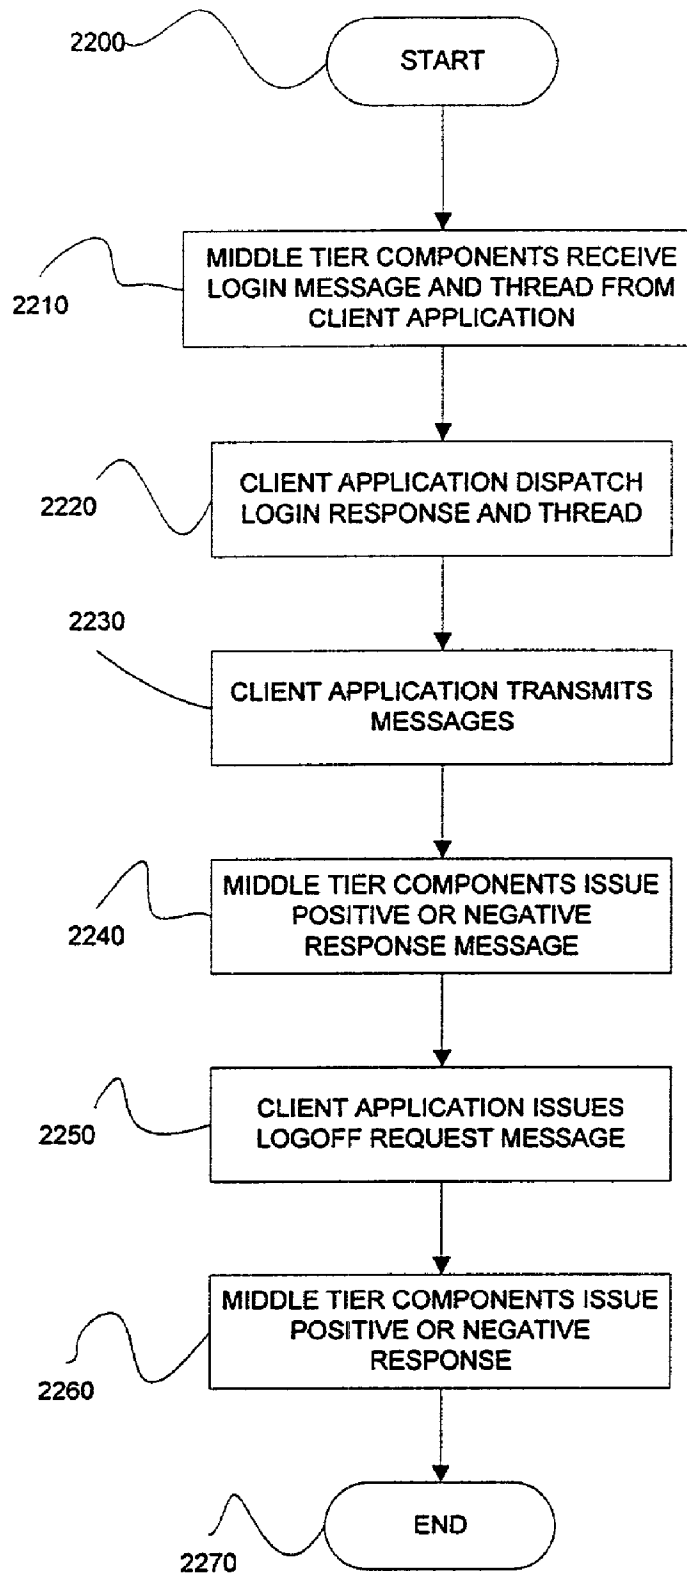 2200
START
MIDDLE TIER COMPONENTS RECEIVE
LOGIN MESSAGE AND THREAD FROM
CLIENT APPLICATION
2210
CLIENT APPLICATION DISPATCH
LOGIN RESPONSE AND THREAD
2220
2230
CLIENT APPLICATION TRANSMITS
MESSAGES
MIDDLE TIER COMPONENTS ISSUE
POSITIVE OR NEGATIVE
RESPONSE MESSAGE
2240
CLIENT APPLICATION ISSUES
LOGOFF REQUEST MESSAGE
2250
MIDDLE TIER COMPONENTS ISSUE
POSITIVE OR NEGATIVE
RESPONSE
2260
END
2270